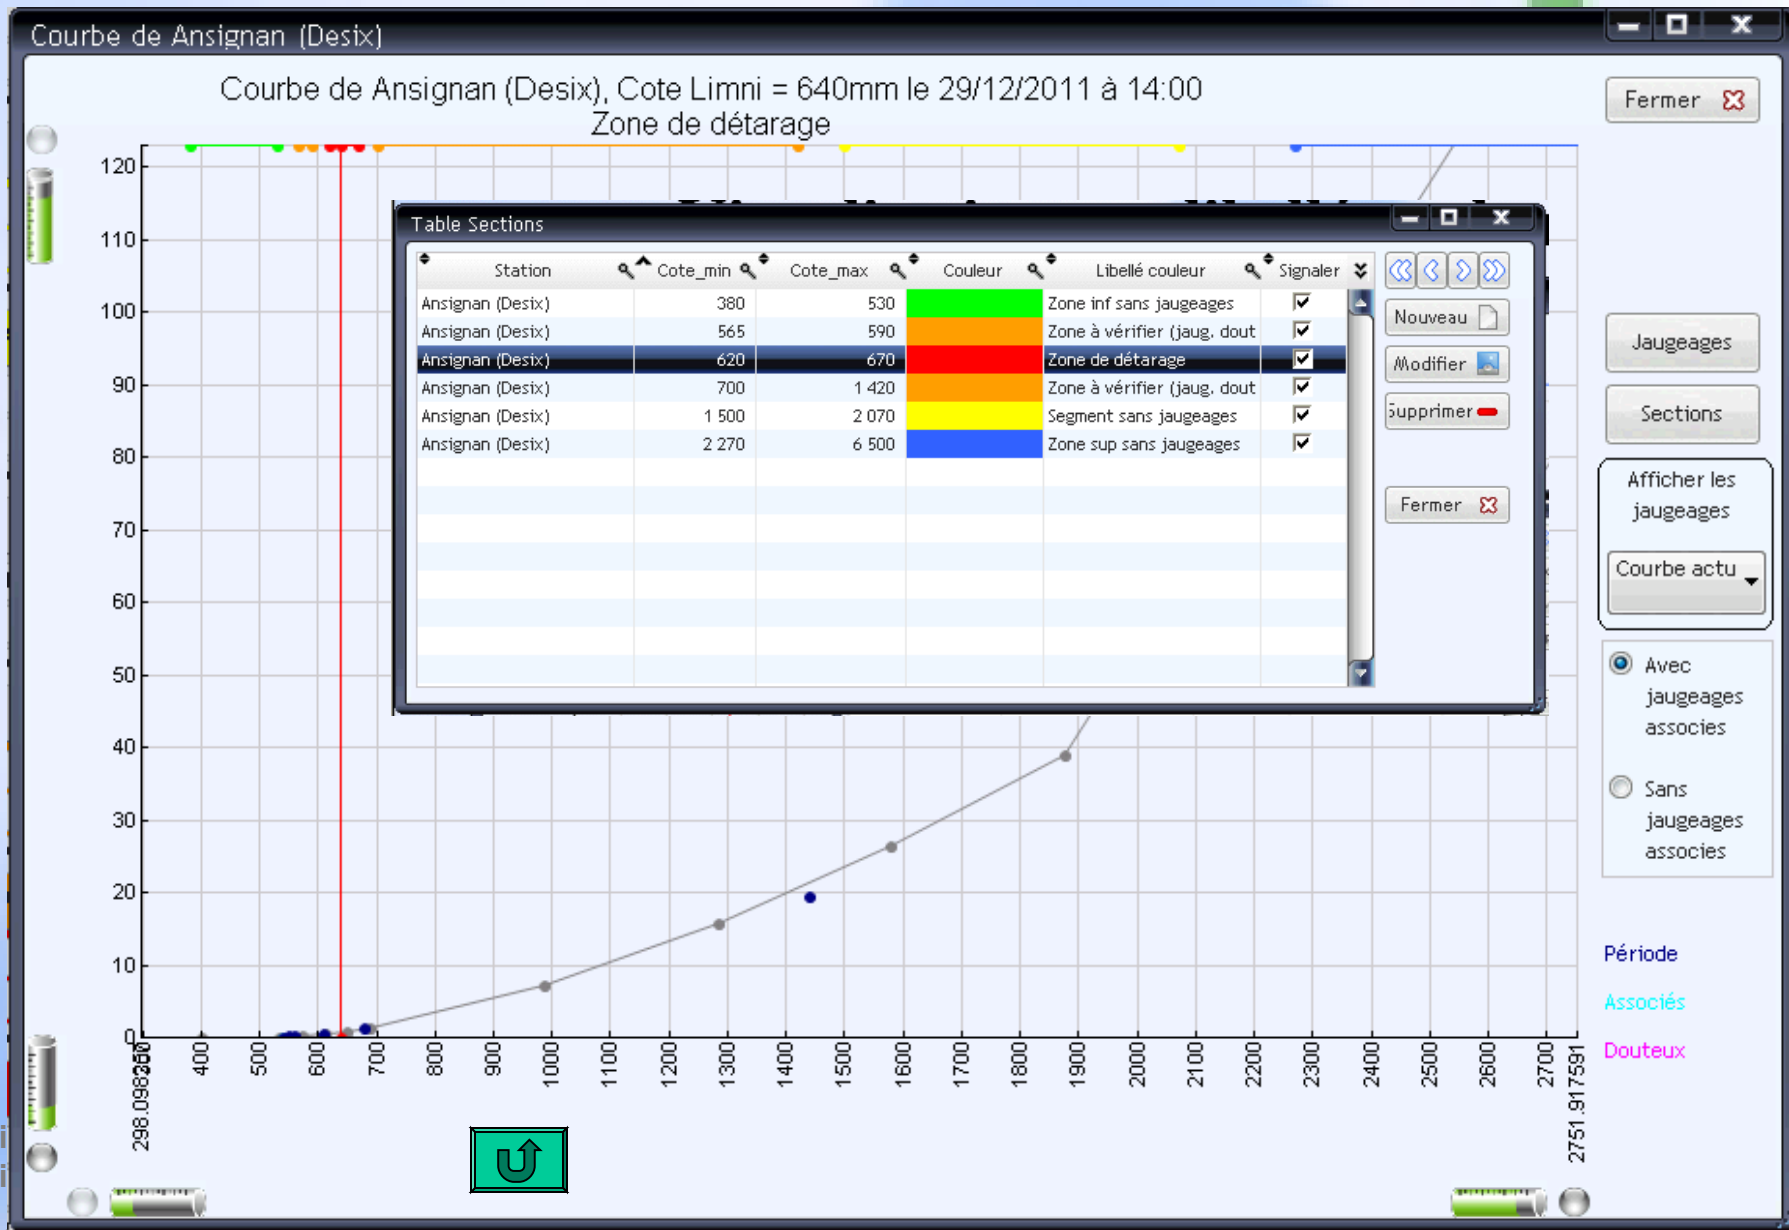 Courbe de Ansignan (Desix)
Courbe de Ansignan (Desix), Cote Limni = 640mm le 29/12/2011 à 14:00
Zone de détarage
Fermer
120
110
100
90
80
70
60
50
40
30
20
10
0
Table Sections
Station Cote_min Cote_max Couleur Libellé couleur Signaler
Ansignan (Desix) 380 530 Zone inf sans jaugeages
Ansignan (Desix) 565 590 Zone à vérifier (jaug. dout
Ansignan (Desix) 620 670 Zone de détarage
Ansignan (Desix) 700 1 420 Zone à vérifier (jaug. dout
Ansignan (Desix) 1 500 2 070 Segment sans jaugeages
Ansignan (Desix) 2 270 6 500 Zone sup sans jaugeages
Nouveau
Modifier
Supprimer
Fermer
Jaugeages
Sections
Afficher les
jaugeages
Courbe actu
Avec
jaugeages
associes
Sans
jaugeages
associes
Période
Associés
Douteux
400 500 600 700 800 900 1000 1100 1200 1300 1400 1500 1600 1700 1800 1900 2000 2100 2200 2300 2400 2500 2600 2700
2751.917591